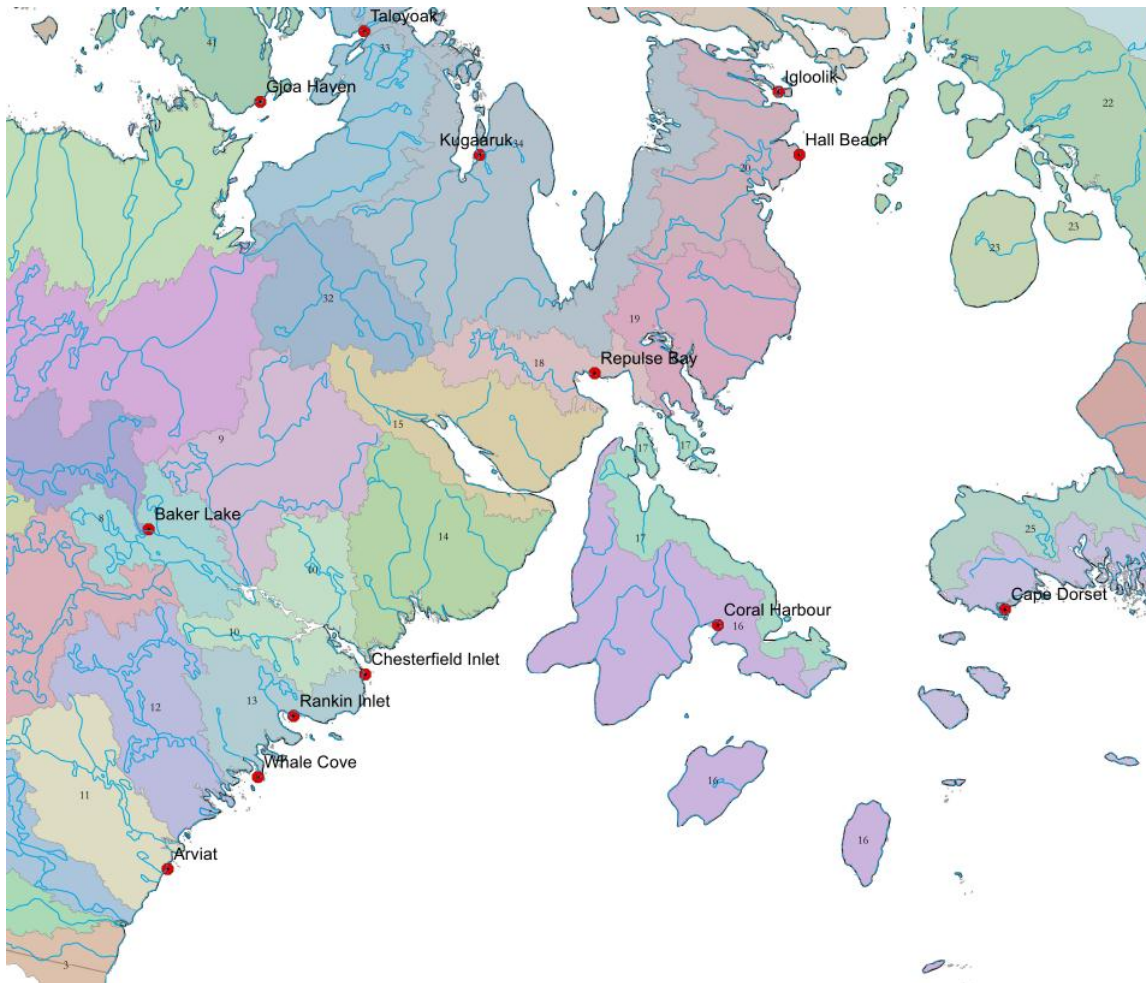 Taloyoak
41
33
Gjoa Haven
Igloolik
22
Kugaaruk
34
Hall Beach
20
23
23
32
19
Repulse Bay
18
15
9
17
17
8
Baker Lake
14
17
25
10
Cape Dorset
Coral Harbour
16
10
Chesterfield Inlet
13
Rankin Inlet
12
Whale Cove
16
11
16
Arviat
3